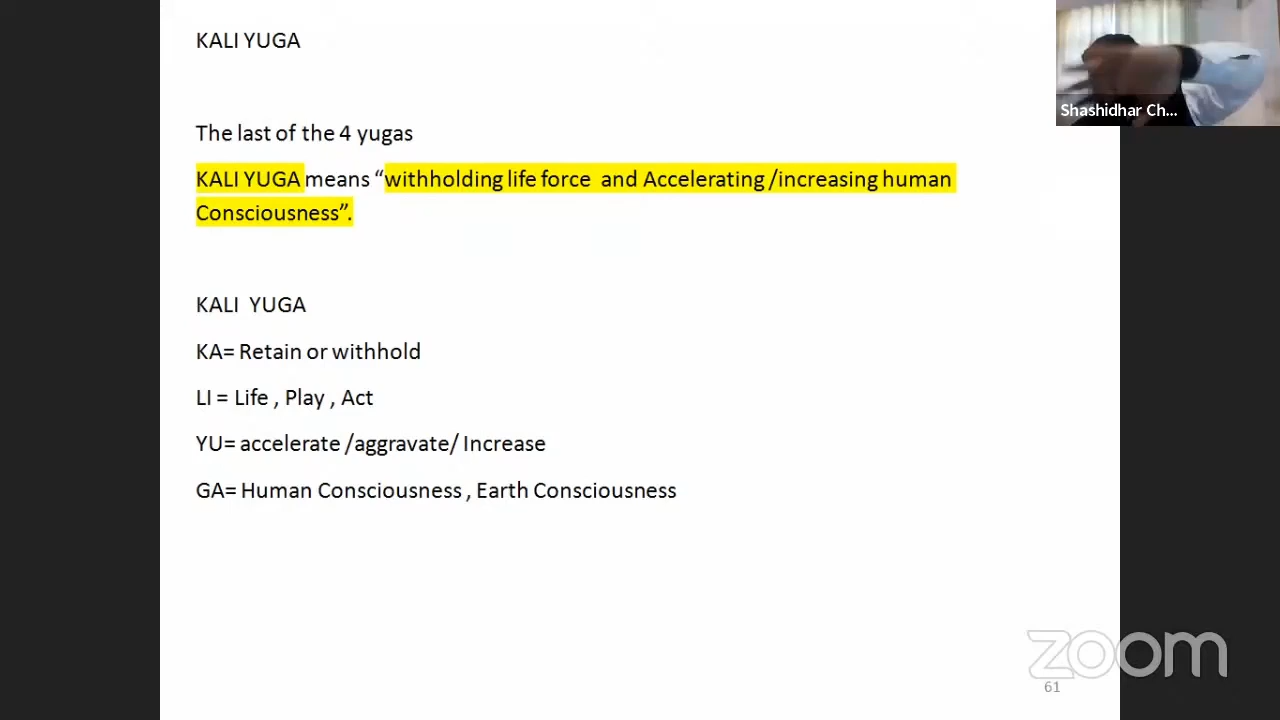 KALI YUGA
The last of the 4 yugas
KALI YUGA means “withholding life force  and Accelerating /increasing human
Consciousness”.
KALI  YUGA
KA= Retain or withhold
LI = Life , Play , Act
YU= accelerate /aggravate/ Increase
GA= Human Consciousness , Earth Consciousness
Shashidhar Ch...
zoom
61